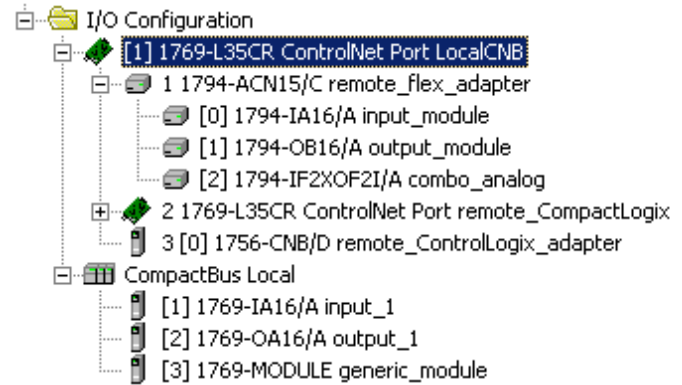 I/O Configuration
[1] 1769-L35CR ControlNet Port LocalCNB
1 1794-ACN15/C remote_flex_adapter
[0] 1794-IA16/A input_module
[1] 1794-OB16/A output_module
[2] 1794-IF2XOF2I/A combo_analog
2 1769-L35CR ControlNet Port remote_CompactLogix
3 [0] 1756-CNB/D remote_ControlLogix_adapter
CompactBus Local
[1] 1769-IA16/A input_1
[2] 1769-OA16/A output_1
[3] 1769-MODULE generic_module